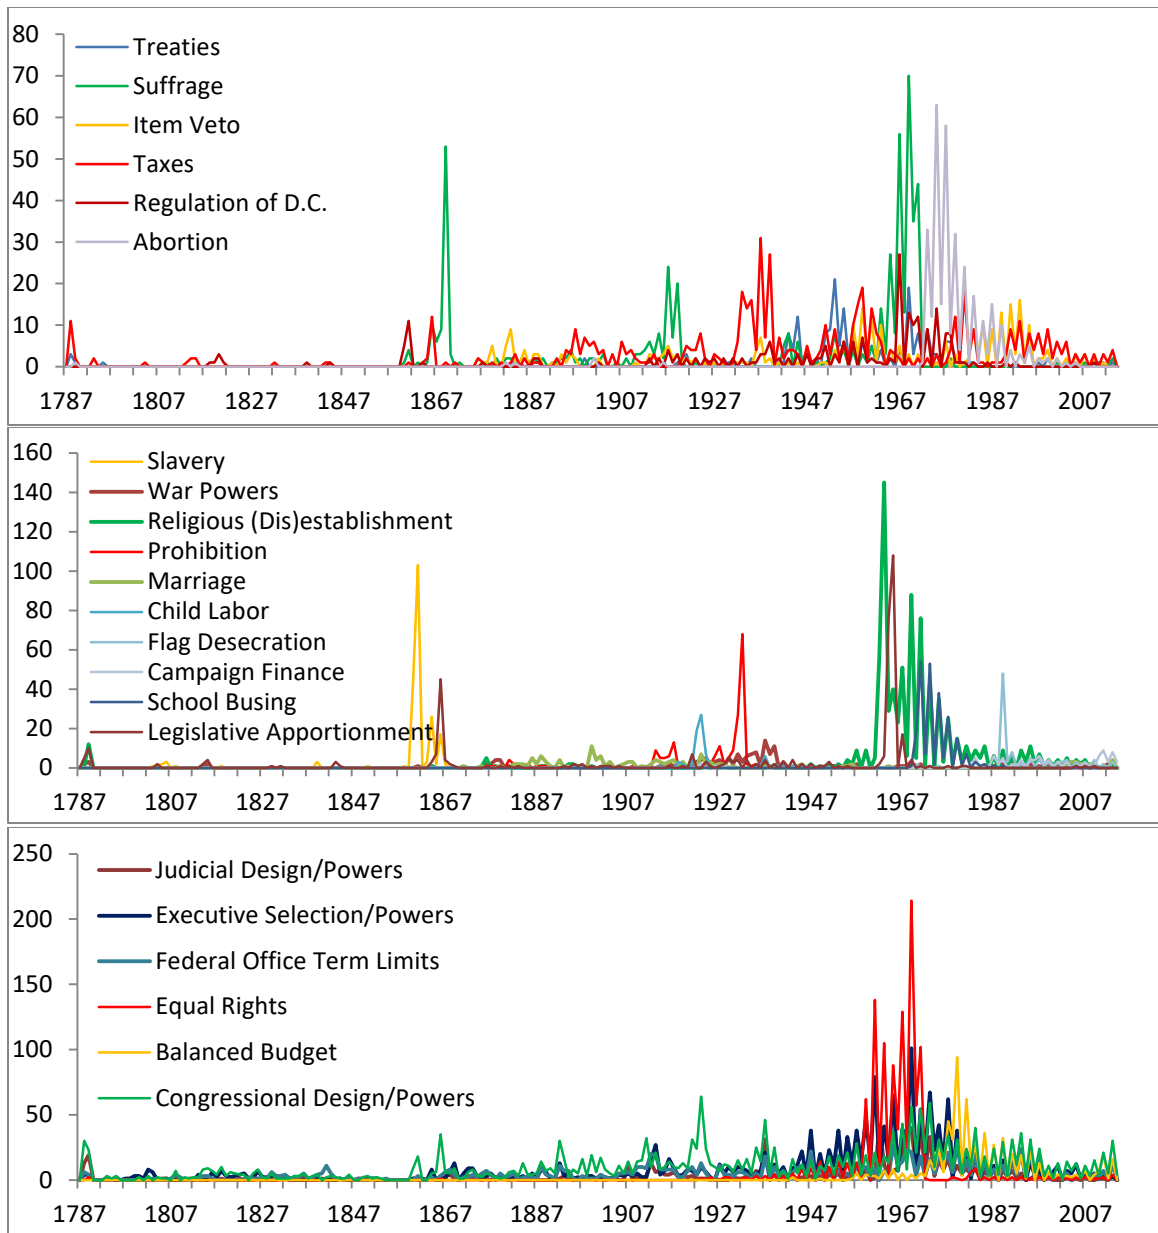 80
70
60
50
40
30
20
10
0
Treaties
Suffrage
Item Veto
Taxes
Regulation of D.C.
Abortion
1787 1807 1827 1847 1867 1887 1907 1927 1947 1967 1987 2007
160
140
120
100
80
60
40
20
0
Slavery
War Powers
Religious (Dis)establishment
Prohibition
Marriage
Child Labor
Flag Desecration
Campaign Finance
School Busing
Legislative Apportionment
1787 1807 1827 1847 1867 1887 1907 1927 1947 1967 1987 2007
250
200
150
100
50
0
Judicial Design/Powers
Executive Selection/Powers
Federal Office Term Limits
Equal Rights
Balanced Budget
Congressional Design/Powers
1787 1807 1827 1847 1867 1887 1907 1927 1947 1967 1987 2007